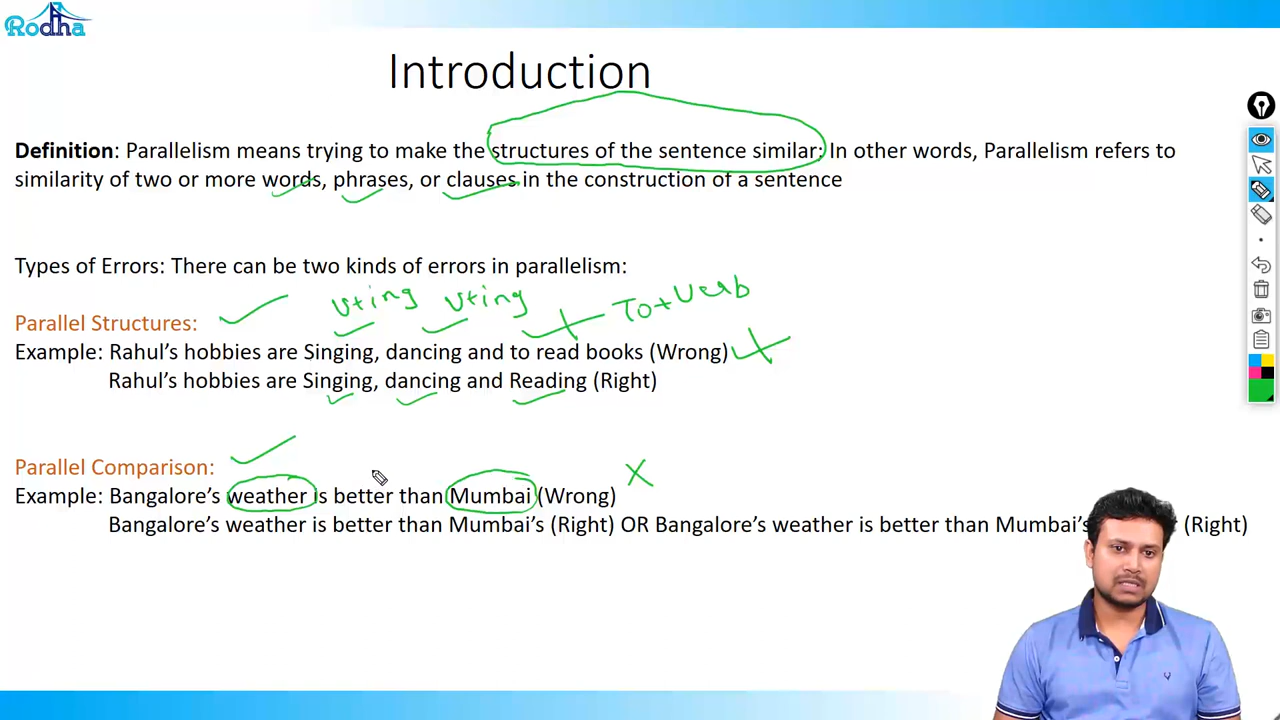 Rodha
Introduction
Definition: Parallelism means trying to make the structures of the sentence similar; In other words, Parallelism refers to
similarity of two or more words, phrases, or clauses in the construction of a sentence
Types of Errors: There can be two kinds of errors in parallelism:
V+ing V+ing To+Verb
Parallel Structures:
Example: Rahul's hobbies are Singing, dancing and to read books (Wrong)
Rahul's hobbies are Singing, dancing and Reading (Right)
Parallel Comparison:
Example: Bangalore's weather is better than Mumbai (Wrong)
Bangalore's weather is better than Mumbai's (Right) OR Bangalore's weather is better than Mumbai's (Right)